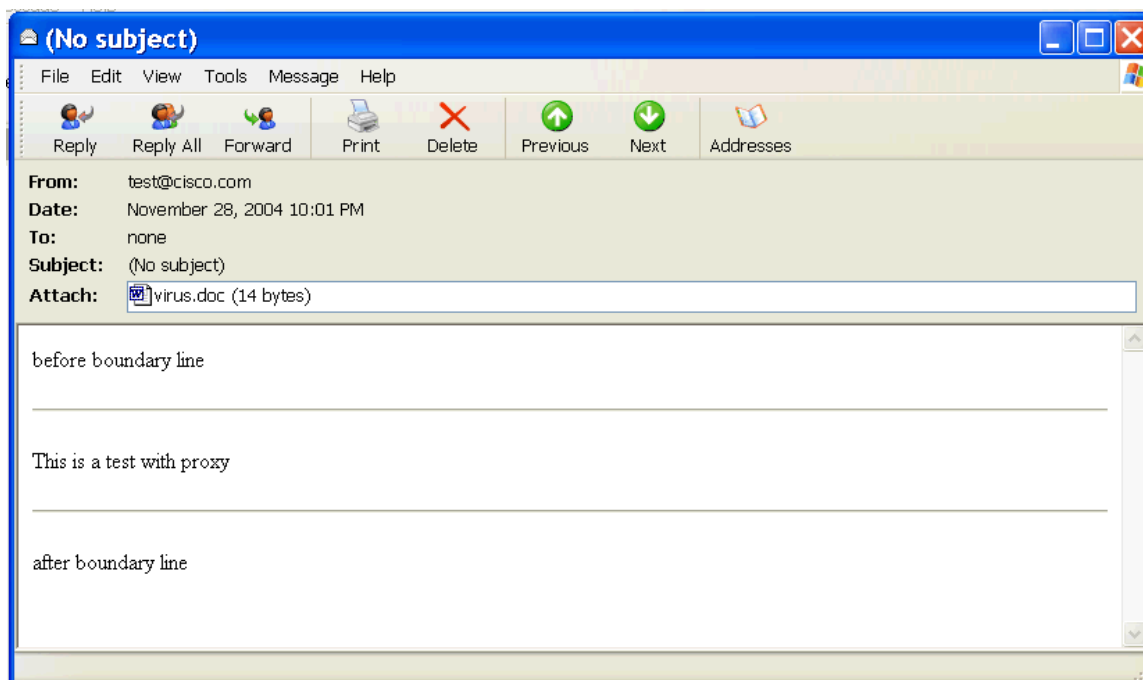 (No subject)
File Edit View Tools Message Help
Reply Reply All Forward Print Delete Previous Next Addresses
From: test@cisco.com
Date: November 28, 2004 10:01 PM
To: none
Subject: (No subject)
Attach: virus.doc (14 bytes)
before boundary line
This is a test with proxy
after boundary line